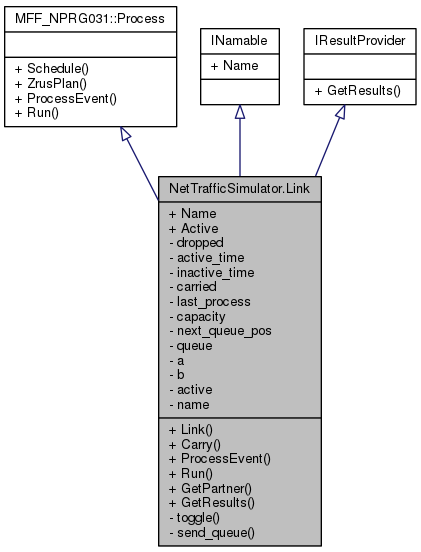 MFF_NPRG031::Process
+ Schedule()
+ ZrusPlan()
+ ProcessEvent()
+ Run()
INamable
+ Name
IResultProvider
+ GetResults()
NetTrafficSimulator.Link
+ Name
+ Active
- dropped
- active_time
- inactive_time
- carried
- last_process
- capacity
- next_queue_pos
- queue
- a
- b
- active
- name
+ Link()
+ Carry()
+ ProcessEvent()
+ Run()
+ GetPartner()
+ GetResults()
- toggle()
- send_queue()